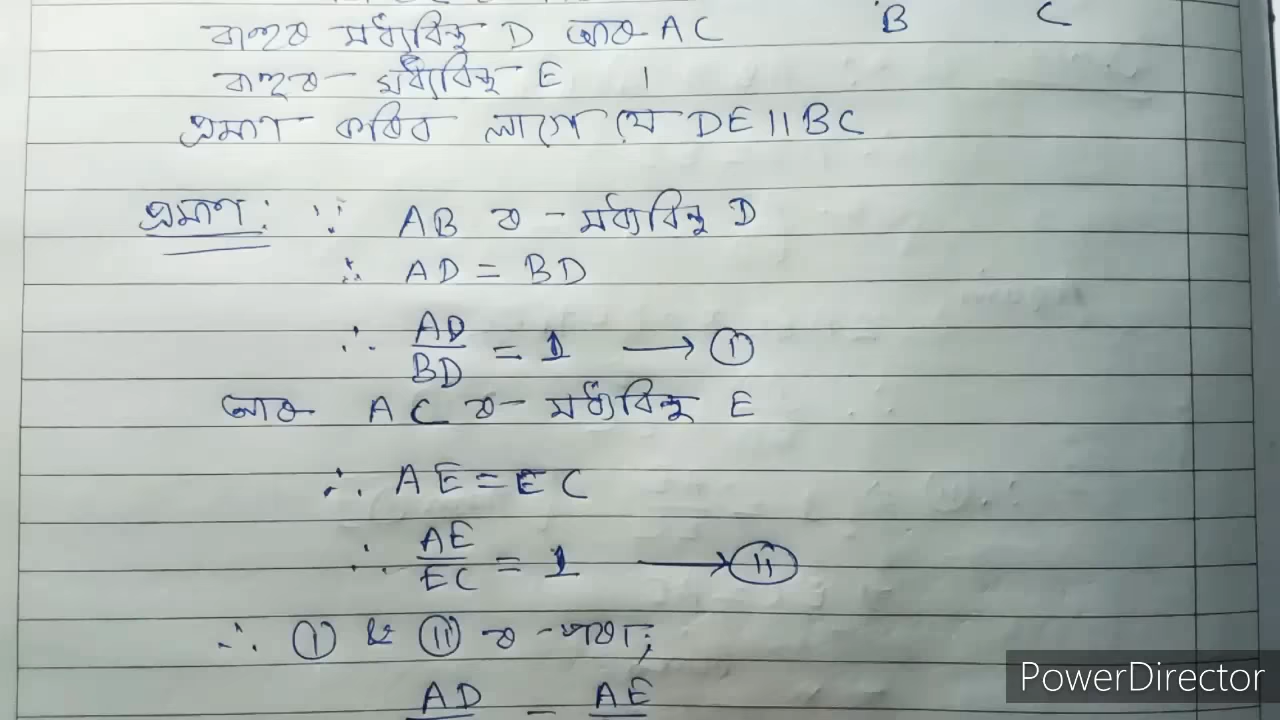 বাহুৰ মধ্যবিন্দু D আৰু AC B C
বাহুৰ মধ্যবিন্দু E ।
প্ৰমাণ কৰিব লাগে যে DE || BC
প্ৰমাণ: ∵ AB ৰ মধ্যবিন্দু D
∴ AD = BD
∴ AD/BD = 1 → (i)
আৰু AC ৰ মধ্যবিন্দু E
∴ AE = EC
∴ AE/EC = 1 → (ii)
∴ (i) & (ii) ৰ পৰা;
AD = AE
PowerDirector